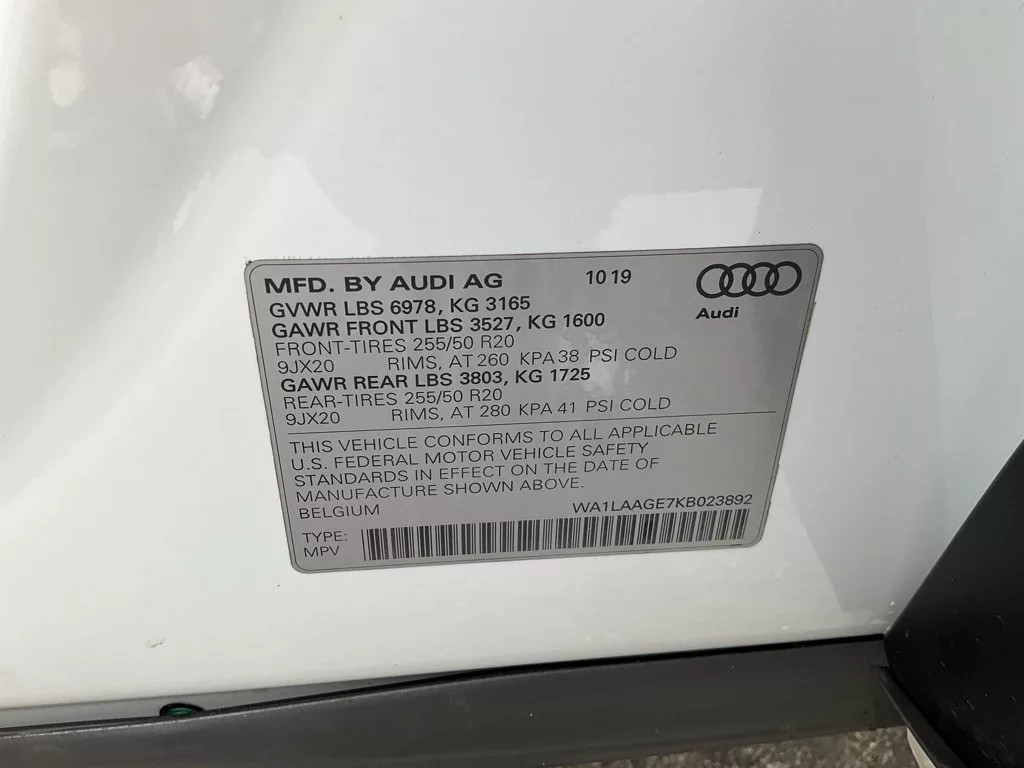 MFD. BY AUDI AG 10 19
Audi
GVWR LBS 6978, KG 3165
GAWR FRONT LBS 3527, KG 1600
FRONT-TIRES 255/50 R20
9JX20 RIMS, AT 260 KPA 38 PSI COLD
GAWR REAR LBS 3803, KG 1725
REAR-TIRES 255/50 R20
9JX20 RIMS, AT 280 KPA 41 PSI COLD
THIS VEHICLE CONFORMS TO ALL APPLICABLE
U.S. FEDERAL MOTOR VEHICLE SAFETY
STANDARDS IN EFFECT ON THE DATE OF
MANUFACTURE SHOWN ABOVE.
BELGIUM WA1LAAGE7KB023892
TYPE:
MPV